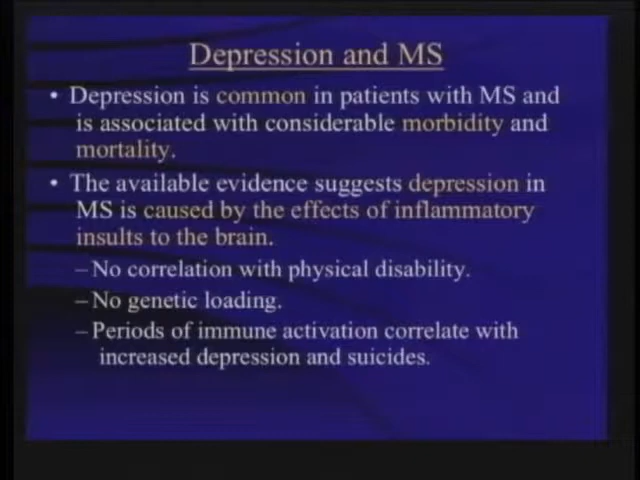 Depression and MS
• Depression is common in patients with MS and
is associated with considerable morbidity and
mortality.
• The available evidence suggests depression in
MS is caused by the effects of inflammatory
insults to the brain.
–No correlation with physical disability.
–No genetic loading.
–Periods of immune activation correlate with
increased depression and suicides.